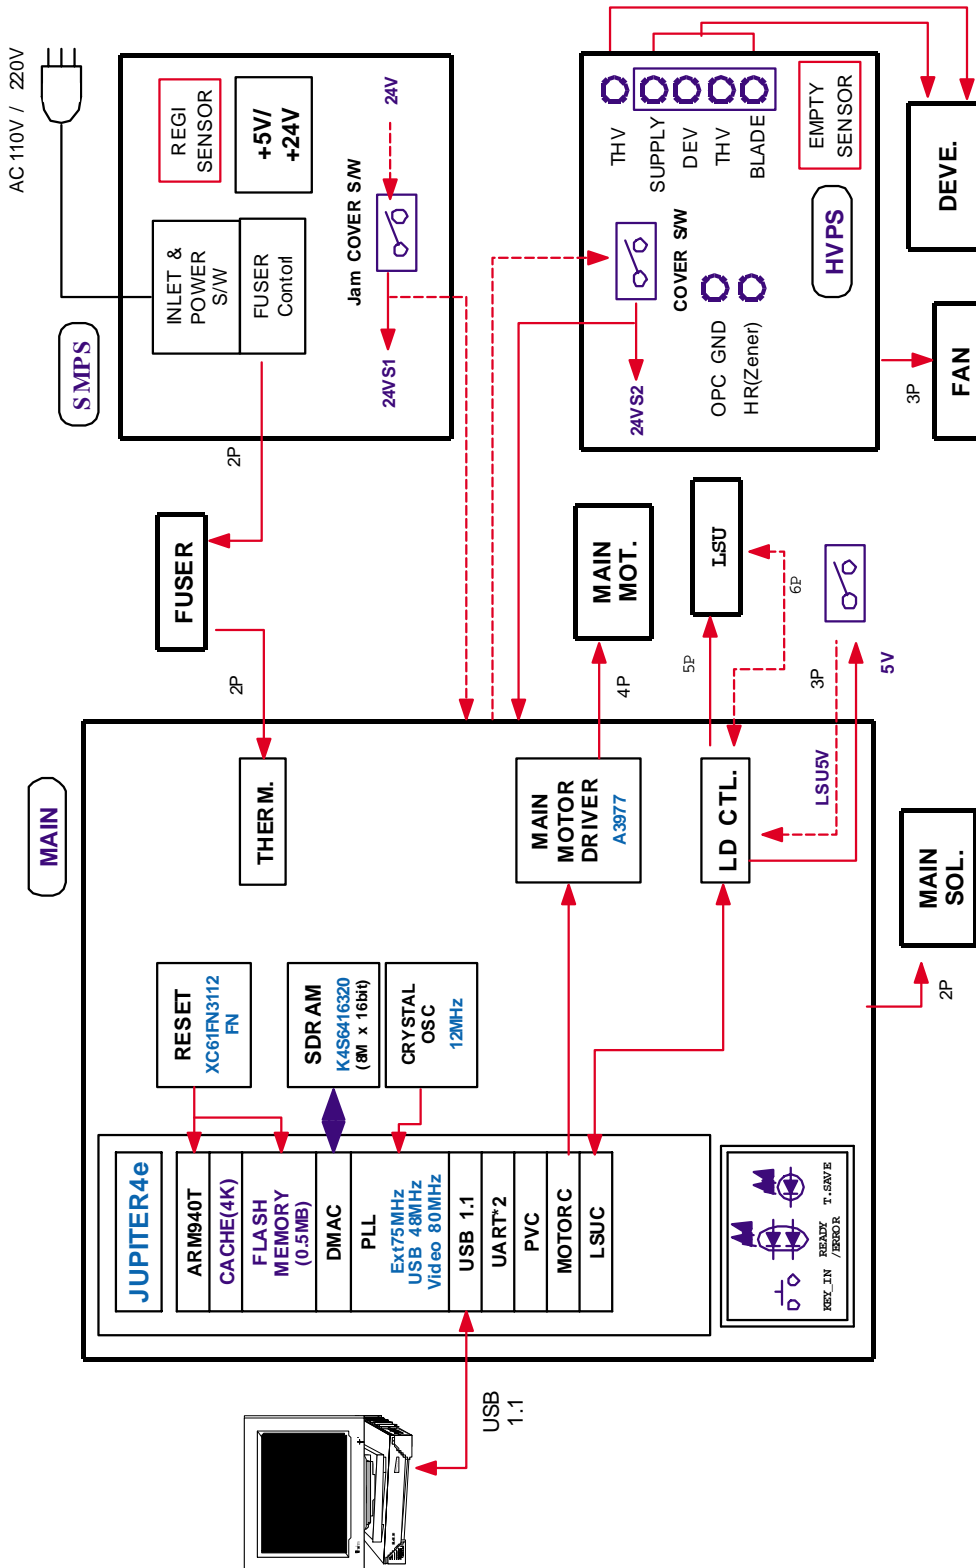 AC 110V / 220V
SMPS
REGI
SENSOR
+5V/
+24V
INLET &
POWER
S/W
FUSER
Contorl
Jam COVER S/W
24V
24VS1
2P
FUSER
2P
HVPS
THV
SUPPLY
DEV
THV
BLADE
EMPTY
SENSOR
COVER S/W
24VS2
OPC GND
HR(Zener)
DEVE.
3P
FAN
MAIN
MOT.
4P
LSU
5P
6P
3P
5V
LSU5V
MAIN
THERM.
MAIN
MOTOR
DRIVER
A3977
LD CTL.
MAIN
SOL.
2P
RESET
XC61FN3112
FN
SDRAM
K4S6416320
(8M x 16bit)
CRYSTAL
OSC
12MHz
JUPITER4e
ARM940T
CACHE(4K)
FLASH
MEMORY
(0.5MB)
DMAC
PLL
Ext75MHz
USB 48MHz
Video 80MHz
USB 1.1
UART*2
PVC
MOTORC
LSUC
KEY_IN
READY
/ERROR
T.SAVE
USB
1.1